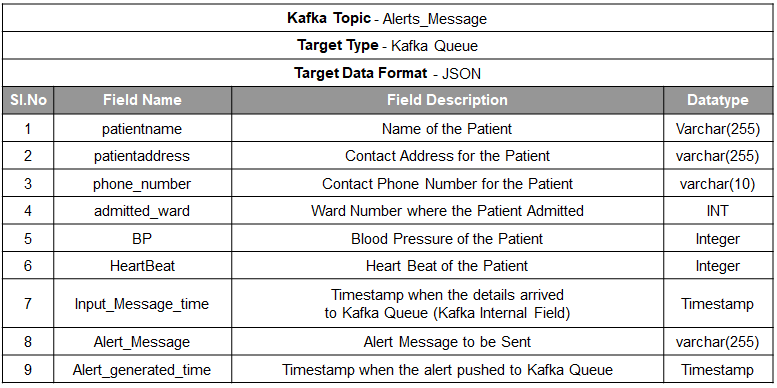 Kafka Topic - Alerts_Message
Target Type - Kafka Queue
Target Data Format - JSON
Sl.No Field Name Field Description Datatype
1 patientname Name of the Patient Varchar(255)
2 patientaddress Contact Address for the Patient varchar(255)
3 phone_number Contact Phone Number for the Patient varchar(10)
4 admitted_ward Ward Number where the Patient Admitted INT
5 BP Blood Pressure of the Patient Integer
6 HeartBeat Heart Beat of the Patient Integer
7 Input_Message_time Timestamp when the details arrived
to Kafka Queue (Kafka Internal Field) Timestamp
8 Alert_Message Alert Message to be Sent varchar(255)
9 Alert_generated_time Timestamp when the alert pushed to Kafka Queue Timestamp